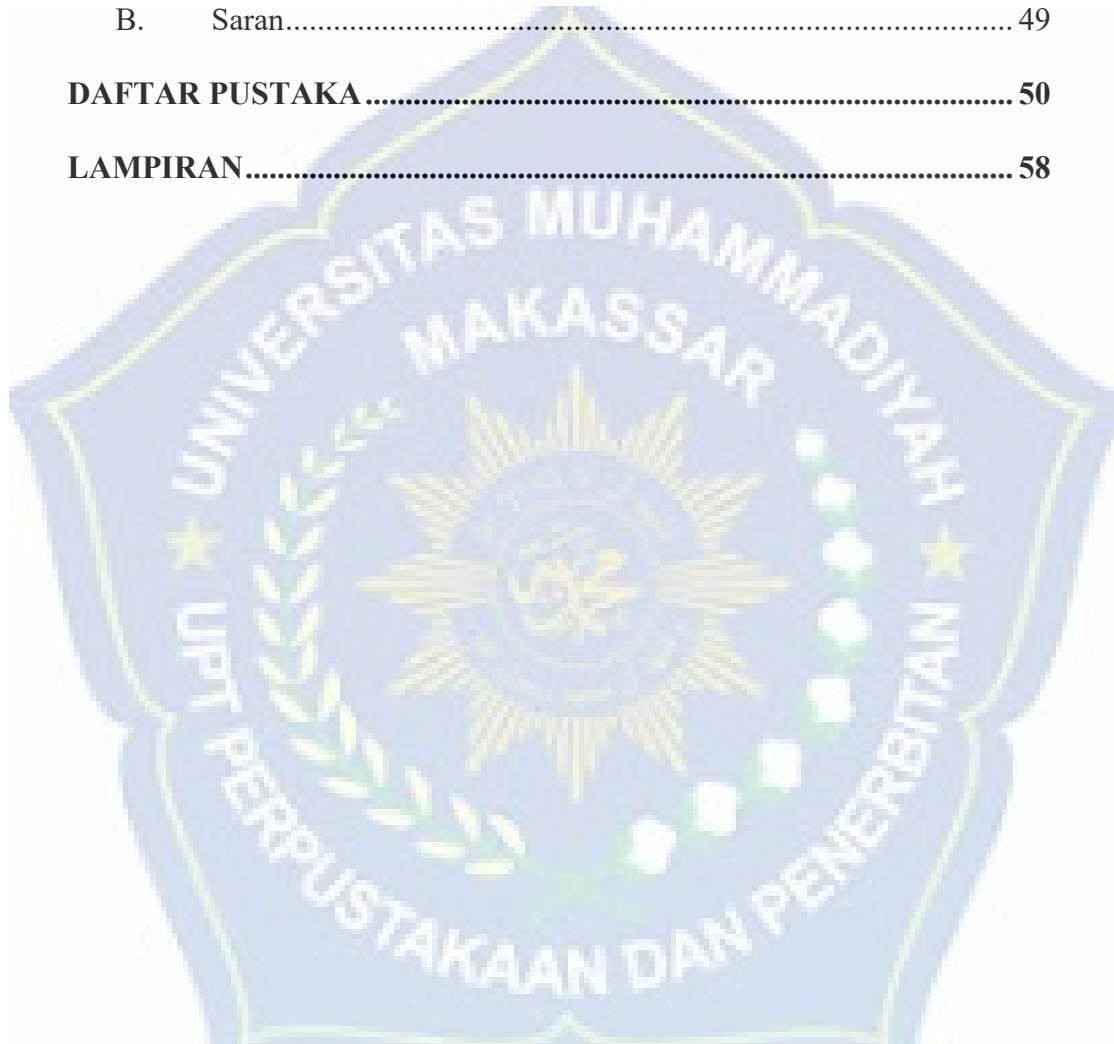 B. Saran........................................................................................................ 49
DAFTAR PUSTAKA.................................................................................... 50
LAMPIRAN.................................................................................................. 58
UNIVERSITAS MUHAMMADIYAH
MAKASSAR
UPT PERPUSTAKAAN DAN PENERBITAN